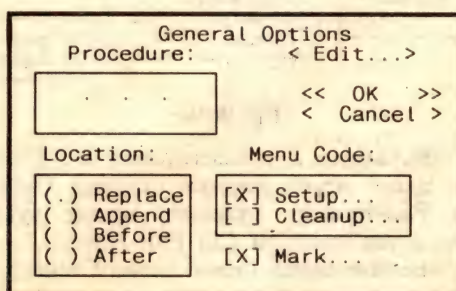 General Options
Procedure: < Edit...>
. . .
<< OK >>
< Cancel >
Location: Menu Code:
(.) Replace [X] Setup...
( ) Append [ ] Cleanup...
( ) Before
( ) After [X] Mark...